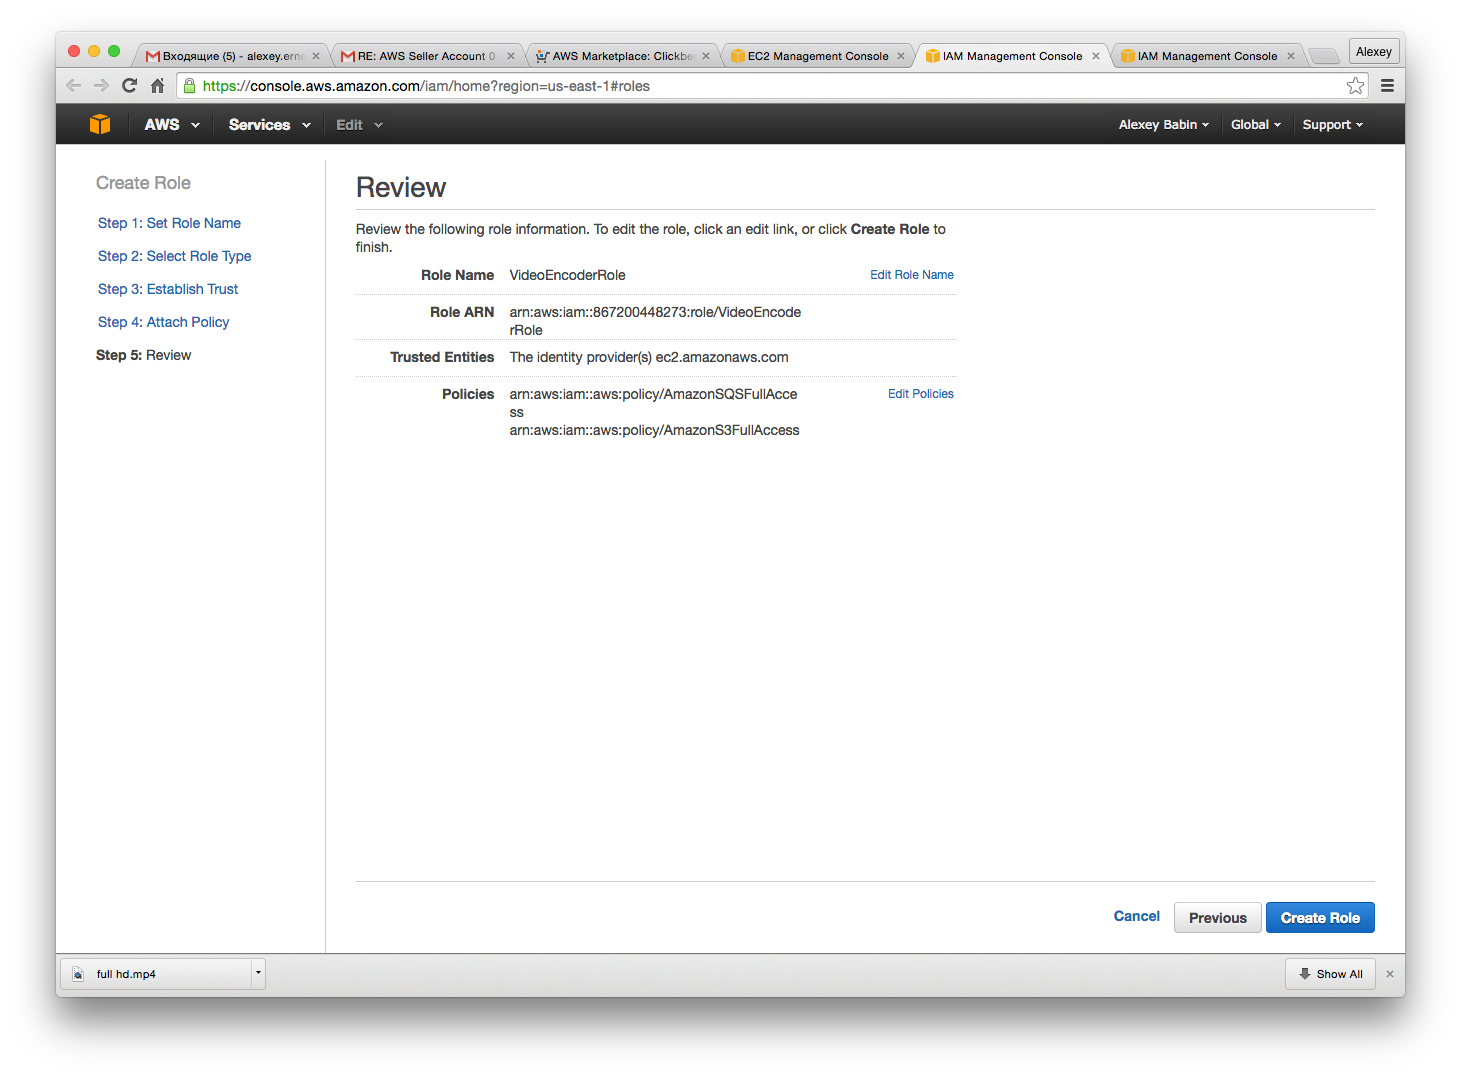 Входящие (5) - alexey.erne
RE: AWS Seller Account 0
AWS Marketplace: Clickbe
EC2 Management Console
IAM Management Console
IAM Management Console
Alexey
https://console.aws.amazon.com/iam/home?region=us-east-1#roles
AWS
Services
Edit
Alexey Babin
Global
Support
Create Role
Step 1: Set Role Name
Step 2: Select Role Type
Step 3: Establish Trust
Step 4: Attach Policy
Step 5: Review
Review
Review the following role information. To edit the role, click an edit link, or click Create Role to
finish.
Role Name VideoEncoderRole Edit Role Name
Role ARN arn:aws:iam::867200448273:role/VideoEncode
rRole
Trusted Entities The identity provider(s) ec2.amazonaws.com
Policies arn:aws:iam::aws:policy/AmazonSQSFullAcce Edit Policies
ss
arn:aws:iam::aws:policy/AmazonS3FullAccess
Cancel
Previous
Create Role
full hd.mp4
Show All